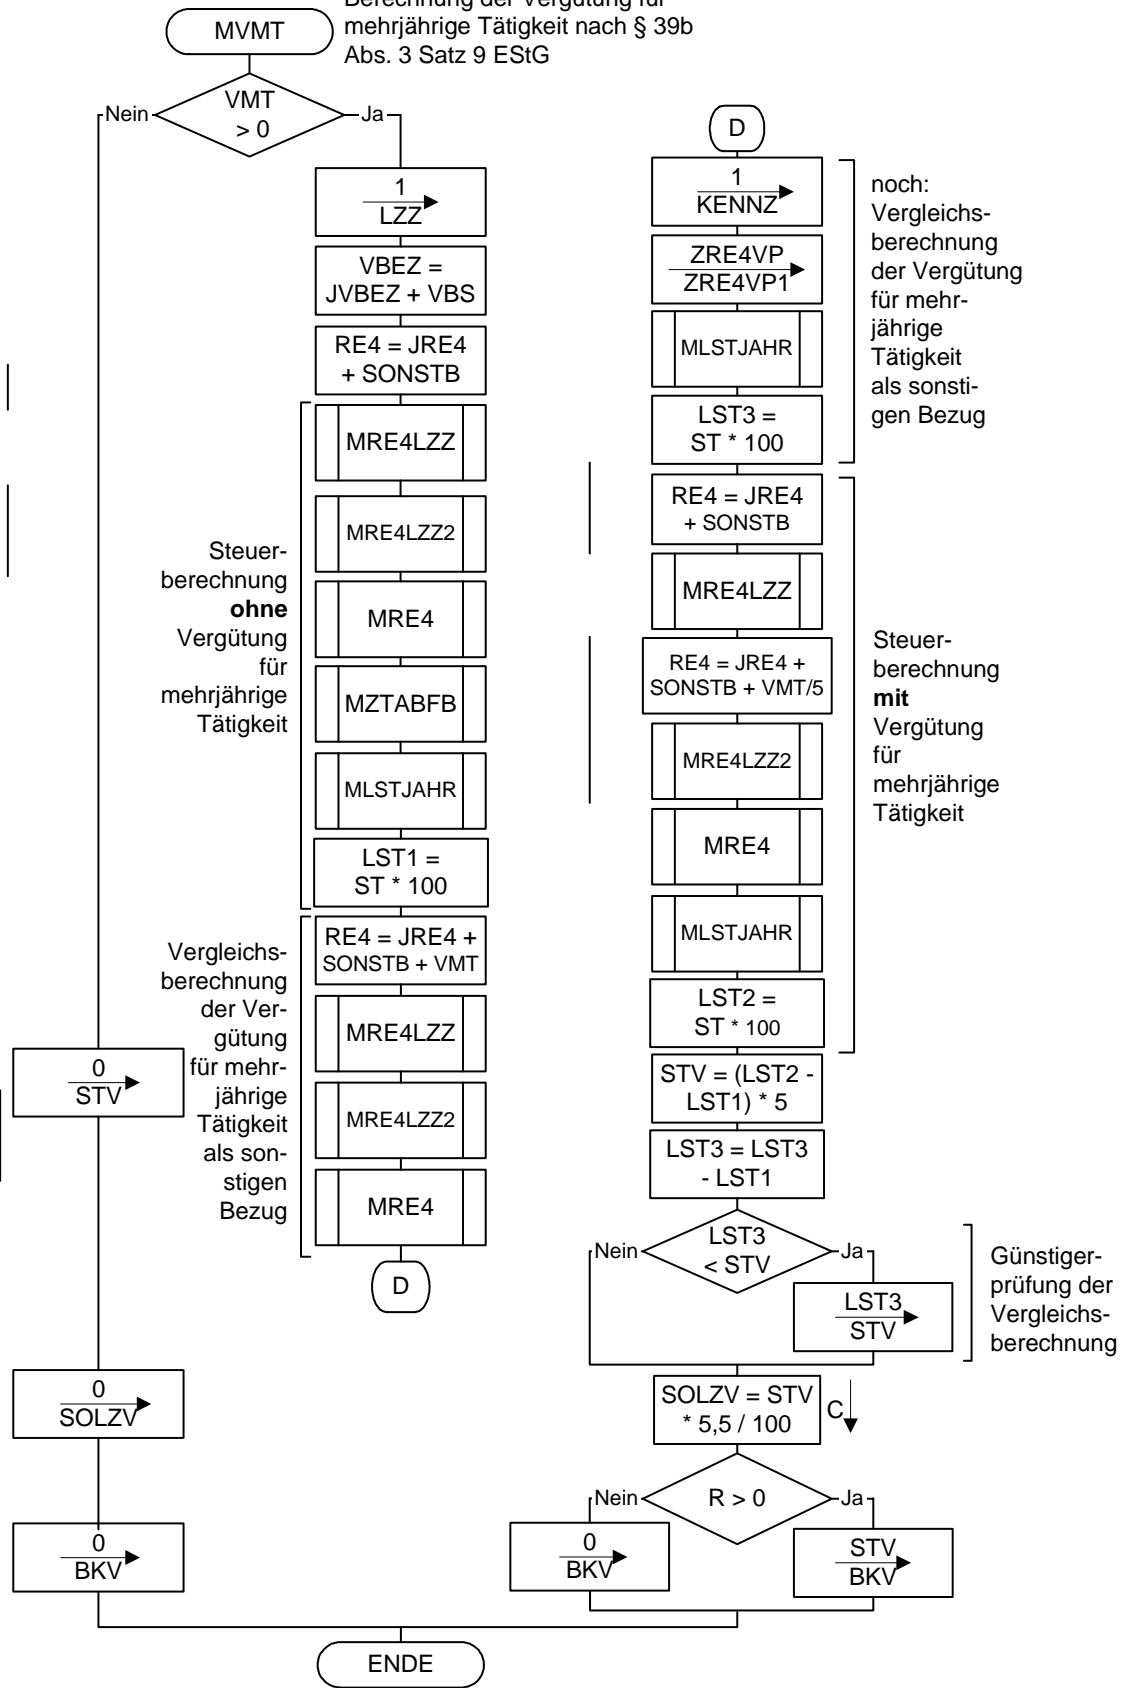 Berechnung der Vergütung für
mehrjährige Tätigkeit nach § 39b
Abs. 3 Satz 9 EStG
MVMT
VMT
> 0
Nein
Ja
1
LZZ
VBEZ =
JVBEZ + VBS
RE4 = JRE4
+ SONSTB
Steuer-
berechnung
ohne
Vergütung
für
mehrjährige
Tätigkeit
MRE4LZZ
MRE4LZZ2
MRE4
MZTABFB
MLSTJAHR
LST1 =
ST * 100
Vergleichs-
berechnung
der Ver-
gütung
für mehr-
jährige
Tätigkeit
als son-
stigen
Bezug
RE4 = JRE4 +
SONSTB + VMT
MRE4LZZ
MRE4LZZ2
MRE4
D
0
STV
0
SOLZV
0
BKV
D
1
KENNZ
ZRE4VP
ZRE4VP1
MLSTJAHR
LST3 =
ST * 100
noch:
Vergleichs-
berechnung
der Vergütung
für mehr-
jährige
Tätigkeit
als sonsti-
gen Bezug
RE4 = JRE4
+ SONSTB
MRE4LZZ
RE4 = JRE4 +
SONSTB + VMT/5
MRE4LZZ2
MRE4
MLSTJAHR
LST2 =
ST * 100
Steuer-
berechnung
mit
Vergütung
für
mehrjährige
Tätigkeit
STV = (LST2 -
LST1) * 5
LST3 = LST3
- LST1
LST3
< STV
Nein
Ja
LST3
STV
Günstiger-
prüfung der
Vergleichs-
berechnung
SOLZV = STV
* 5,5 / 100
C
R > 0
Nein
Ja
0
BKV
STV
BKV
ENDE